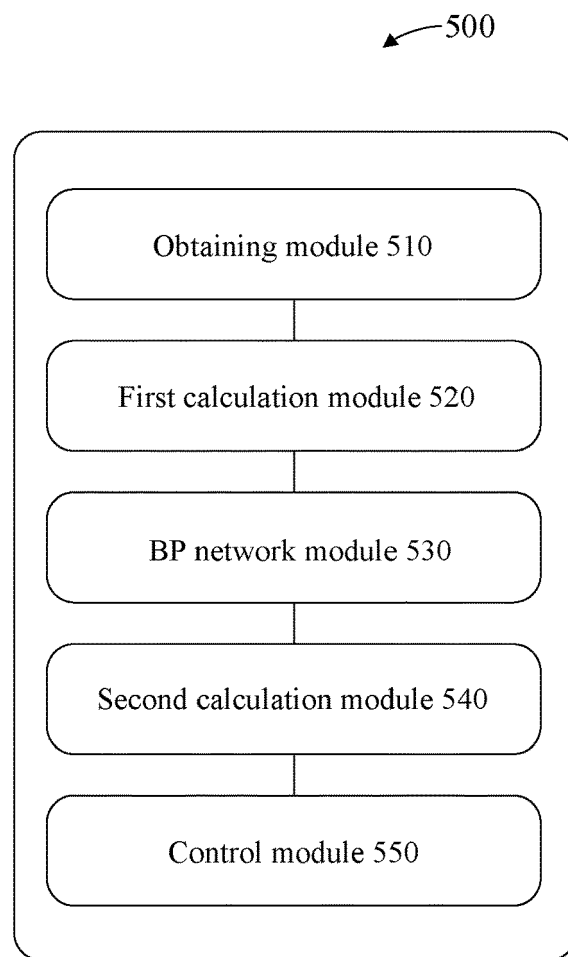 500
Obtaining module 510
First calculation module 520
BP network module 530
Second calculation module 540
Control module 550